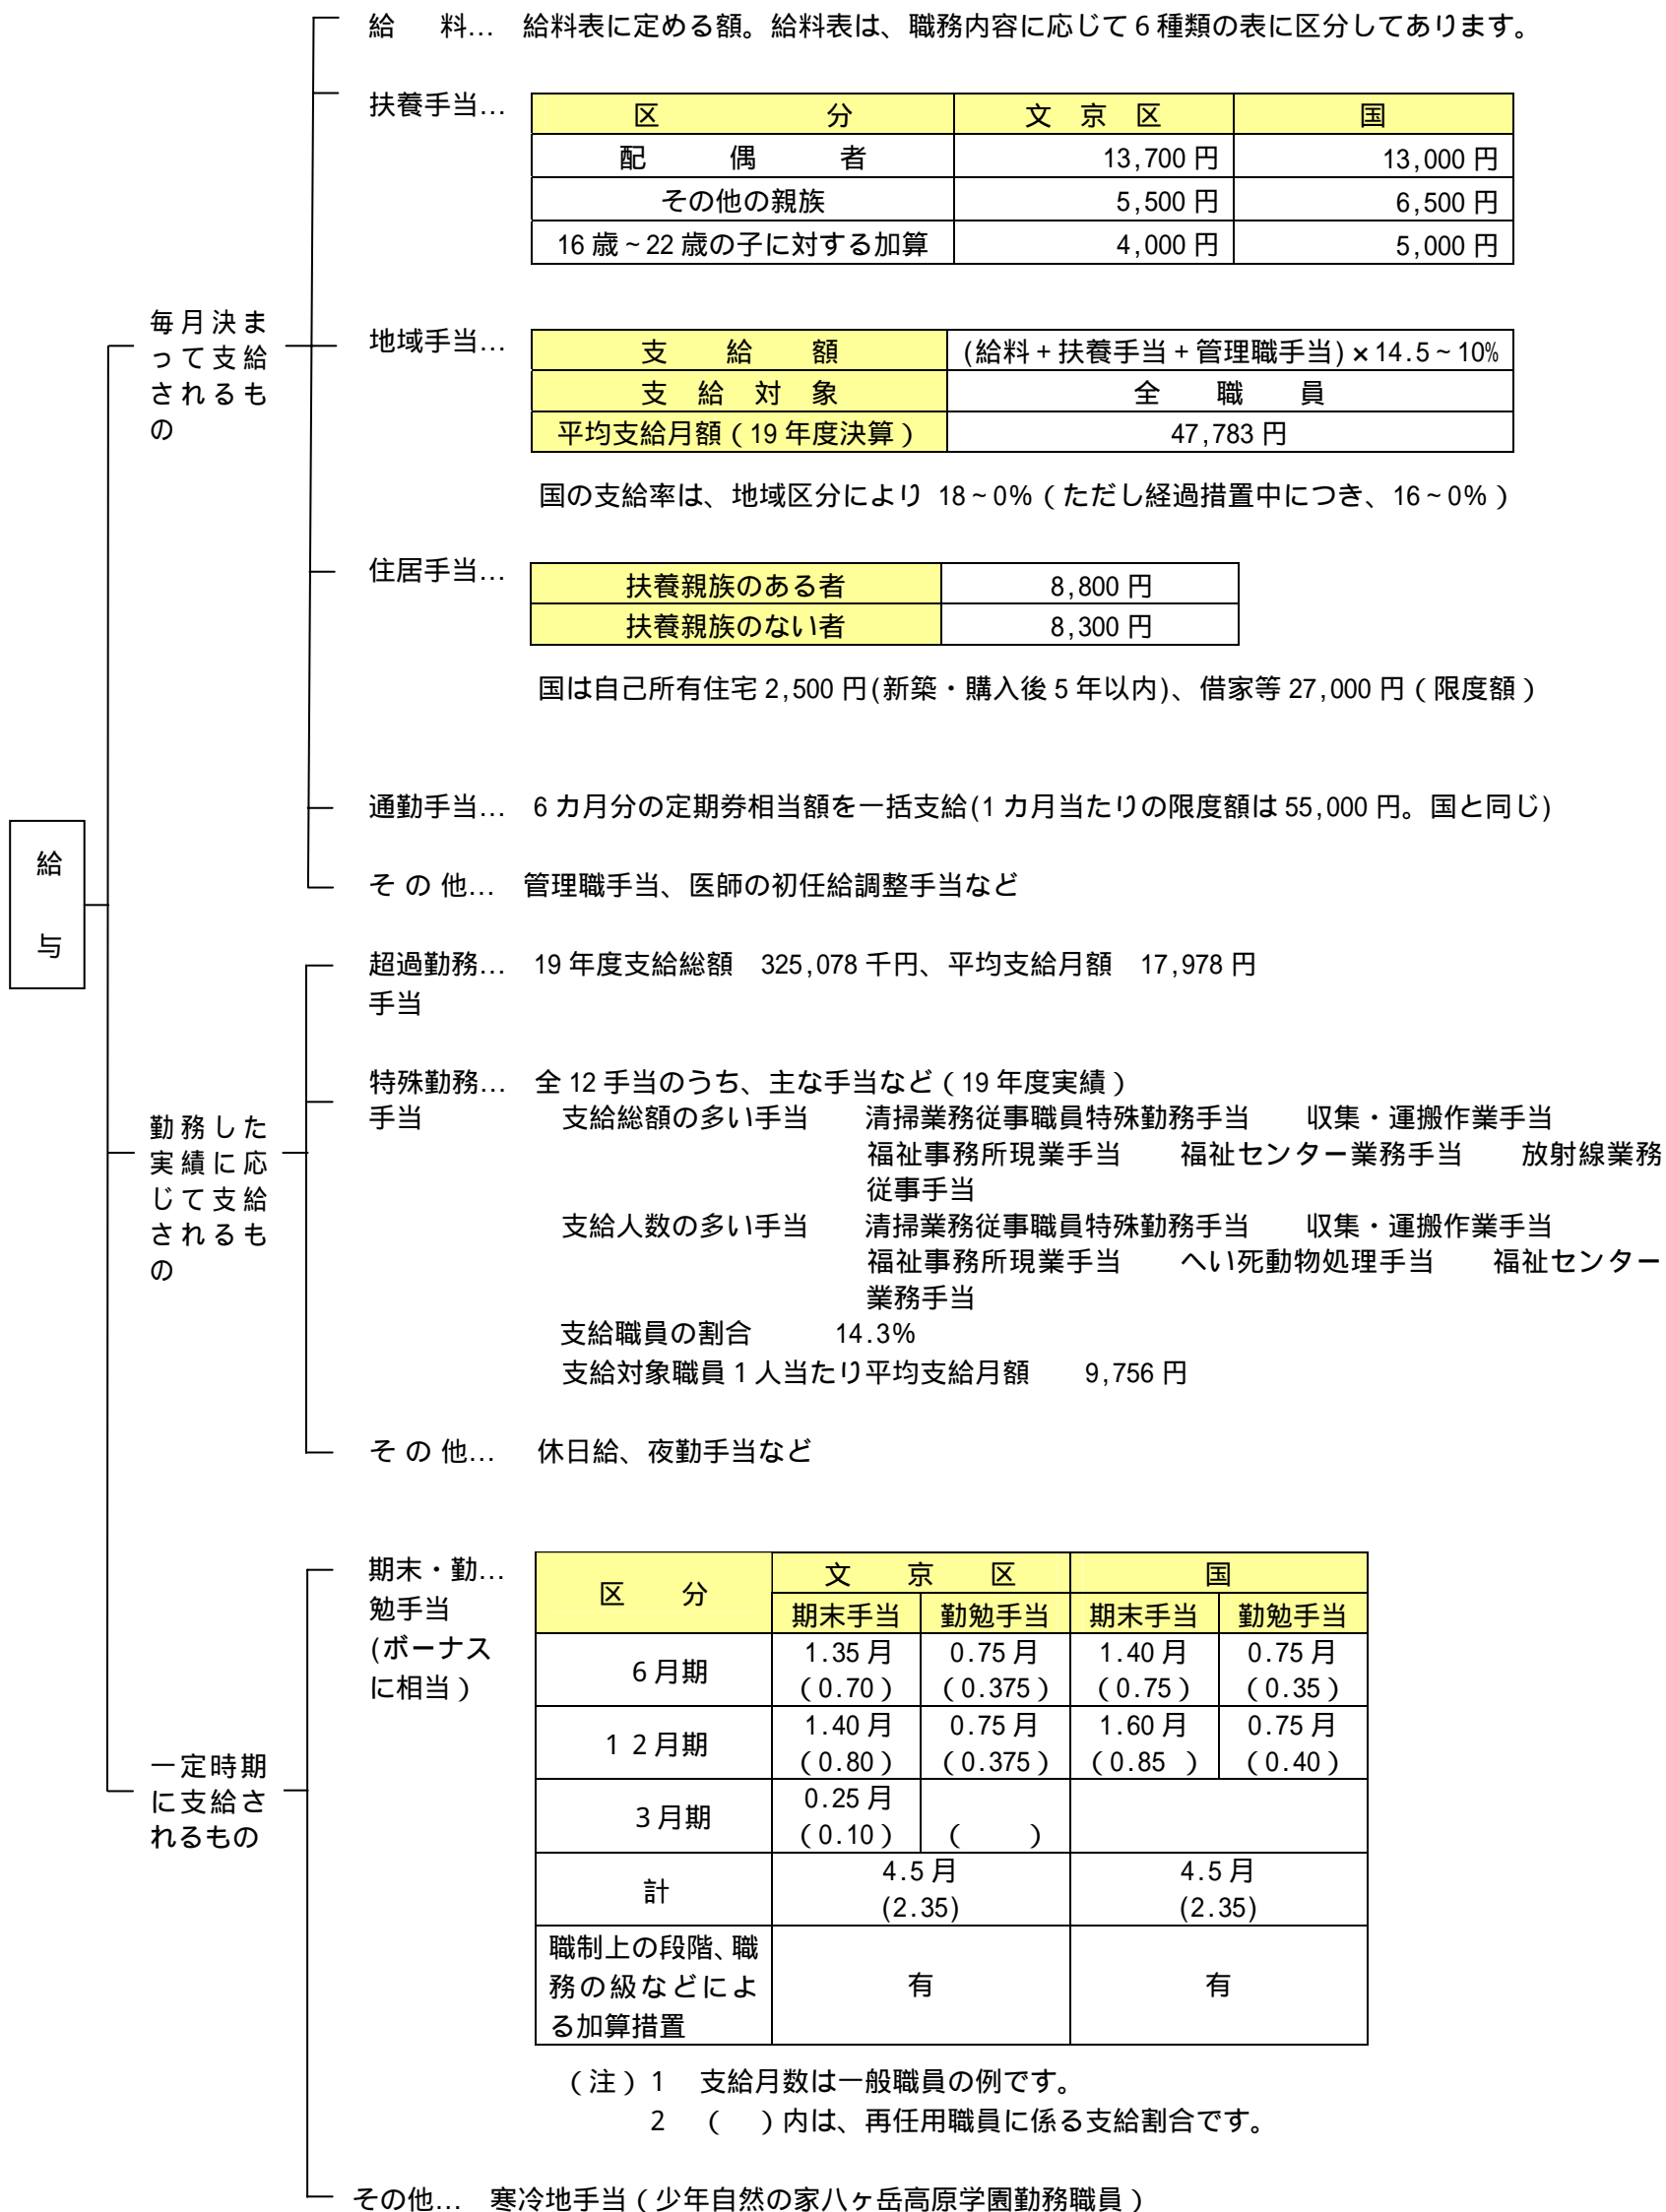 給　料… 給料表に定める額。給料表は、職務内容に応じて6種類の表に区分してあります。
扶養手当…
区　分 文 京 区 国
配　偶　者 13,700円 13,000円
その他の親族 5,500円 6,500円
16歳~22歳の子に対する加算 4,000円 5,000円
毎月決ま
って支給
されるも
の
地域手当…
支　給　額 (給料+扶養手当+管理職手当)×14.5~10%
支 給 対 象 全　職　員
平均支給月額(19年度決算) 47,783円
国の支給率は、地域区分により 18~0%(ただし経過措置中につき、16~0%)
住居手当…
扶養親族のある者 8,800円
扶養親族のない者 8,300円
国は自己所有住宅2,500円(新築・購入後5年以内)、借家等27,000円(限度額)
通勤手当… 6カ月分の定期券相当額を一括支給(1カ月当たりの限度額は55,000円。国と同じ)
その他… 管理職手当、医師の初任給調整手当など
給
与
超過勤務… 19年度支給総額　325,078千円、平均支給月額　17,978円
手当
勤務した
実績に応
じて支給
されるも
の
特殊勤務… 全12手当のうち、主な手当など(19年度実績)
手当
支給総額の多い手当　清掃業務従事職員特殊勤務手当　収集・運搬作業手当
福祉事務所現業手当　福祉センター業務手当　放射線業務
従事手当
支給人数の多い手当　清掃業務従事職員特殊勤務手当　収集・運搬作業手当
福祉事務所現業手当　へい死動物処理手当　福祉センター
業務手当
支給職員の割合　14.3%
支給対象職員1人当たり平均支給月額　9,756円
その他… 休日給、夜勤手当など
期末・勤…
勉手当
(ボーナス
に相当)
区　分 文　京　区 国
期末手当 勤勉手当 期末手当 勤勉手当
6月期 1.35月 0.75月 1.40月 0.75月
(0.70) (0.375) (0.75) (0.35)
12月期 1.40月 0.75月 1.60月 0.75月
(0.80) (0.375) (0.85 ) (0.40)
3月期 0.25月
(0.10) (　)
計 4.5月 4.5月
(2.35) (2.35)
職制上の段階、職
務の級などによ
る加算措置
有 有
一定時期
に支給さ
れるもの
(注)1　支給月数は一般職員の例です。
2　(　)内は、再任用職員に係る支給割合です。
その他… 寒冷地手当(少年自然の家八ヶ岳高原学園勤務職員)